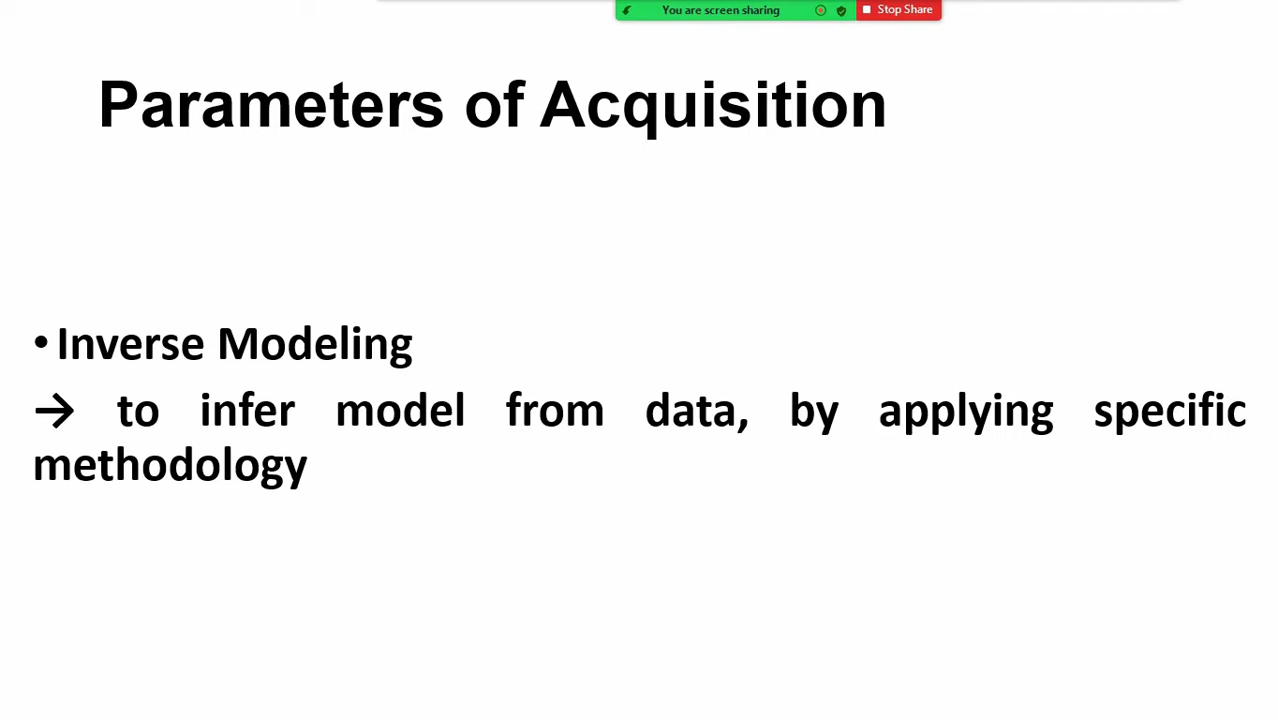 You are screen sharing
Stop Share
Parameters of Acquisition
• Inverse Modeling
→ to infer model from data, by applying specific
methodology